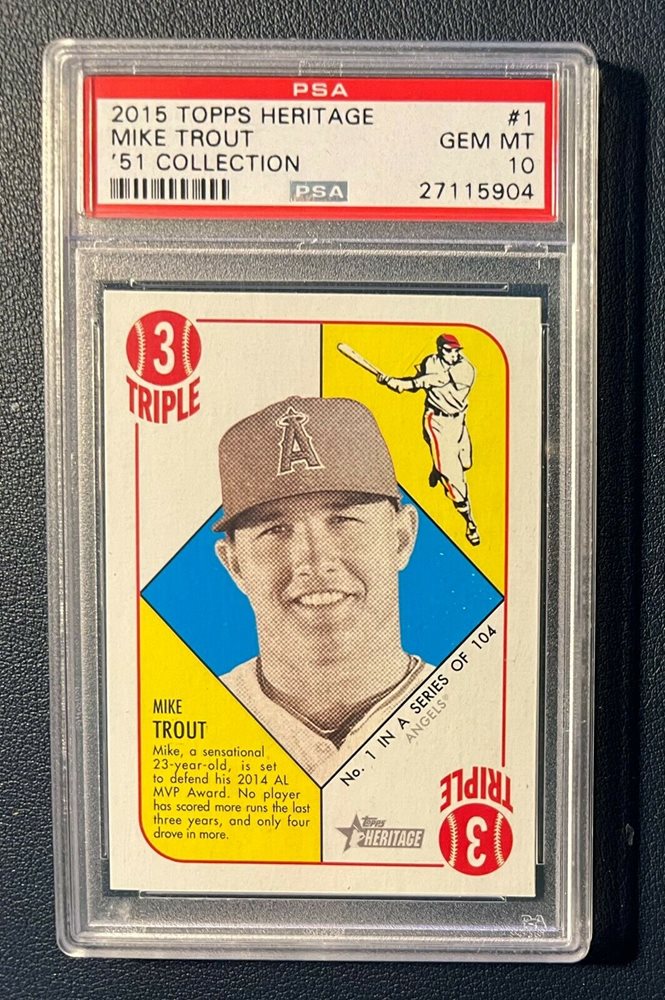 PSA
2015 TOPPS HERITAGE #1
MIKE TROUT GEM MT
'51 COLLECTION 10
PSA 27115904
3
TRIPLE
A
No. 1 IN A SERIES OF 104
ANGELS®
MIKE
TROUT
Mike, a sensational
23-year-old, is set
to defend his 2014 AL
MVP Award. No player
has scored more runs the last
three years, and only four
drove in more.
Topps
HERITAGE
TRIPLE
3
PSA